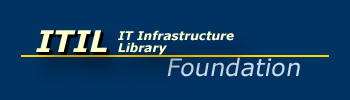 ITIL IT Infrastructure
Library
Foundation